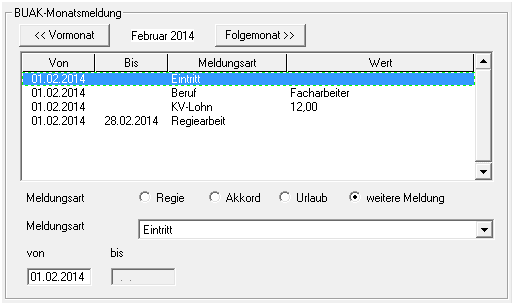 BUAK-Monatsmeldung
<< Vormonat Februar 2014 Folgemonat >>
Von Bis Meldungsart Wert
01.02.2014 Eintritt
01.02.2014 Beruf Facharbeiter
01.02.2014 KV-Lohn 12,00
01.02.2014 28.02.2014 Regiearbeit
Meldungsart Regie Akkord Urlaub weitere Meldung
Meldungsart Eintritt
von bis
01.02.2014 . .